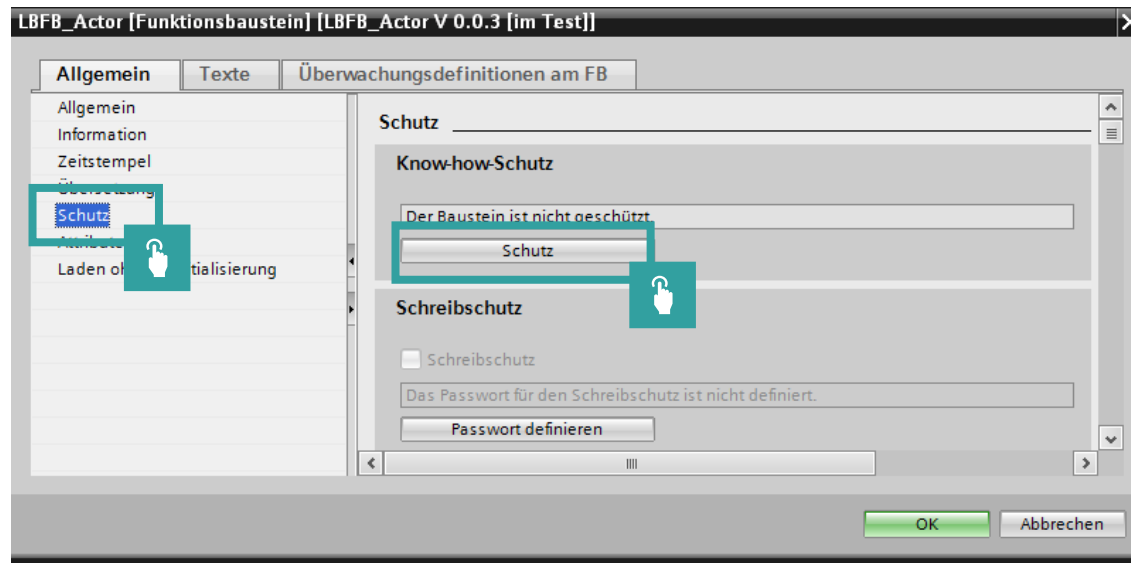 LBFB_Actor [Funktionsbaustein] [LBFB_Actor V 0.0.3 [im Test]]
Allgemein Texte Überwachungsdefinitionen am FB
Allgemein
Information
Zeitstempel
Übersetzung
Schutz
Attribute
Laden oh tialisierung
Schutz
Know-how-Schutz
Der Baustein ist nicht geschützt.
Schutz
Schreibschutz
Schreibschutz
Das Passwort für den Schreibschutz ist nicht definiert.
Passwort definieren
OK Abbrechen